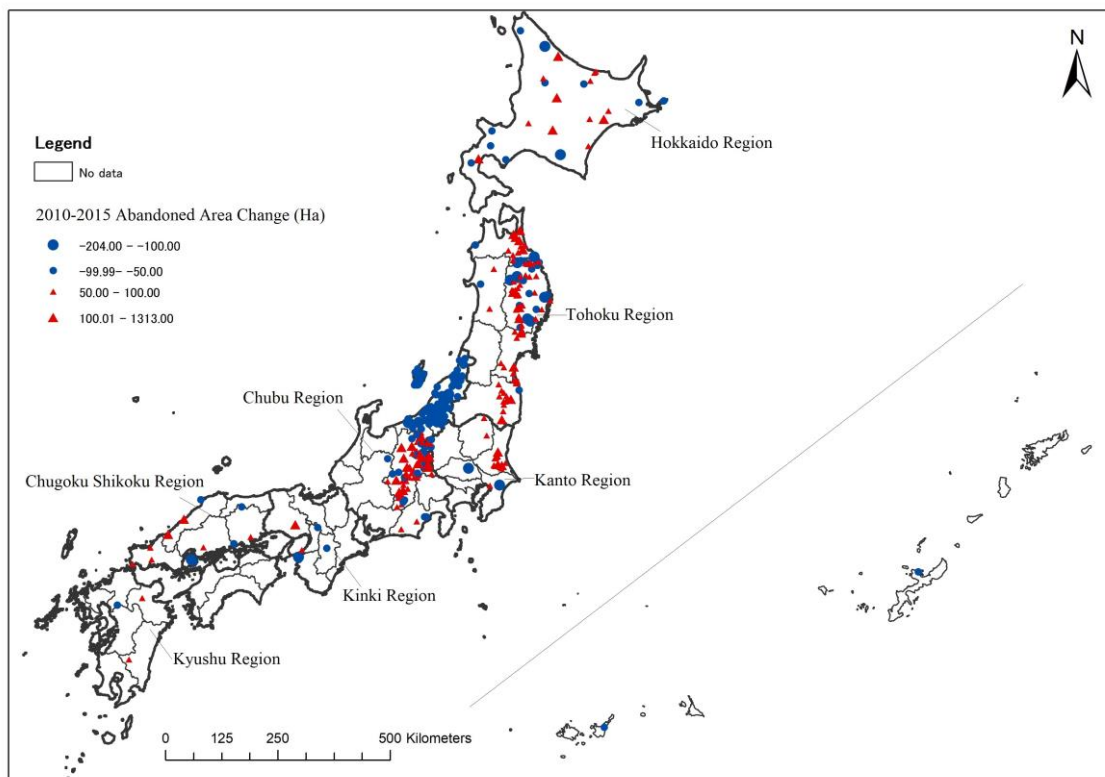 N
Hokkaido Region
Legend
No data
2010-2015 Abandoned Area Change (Ha)
-204.00 - -100.00
-99.99- -50.00
50.00 - 100.00
100.01 - 1313.00
Tohoku Region
Chubu Region
Chugoku Shikoku Region
Kanto Region
Kinki Region
Kyushu Region
0 125 250 500 Kilometers